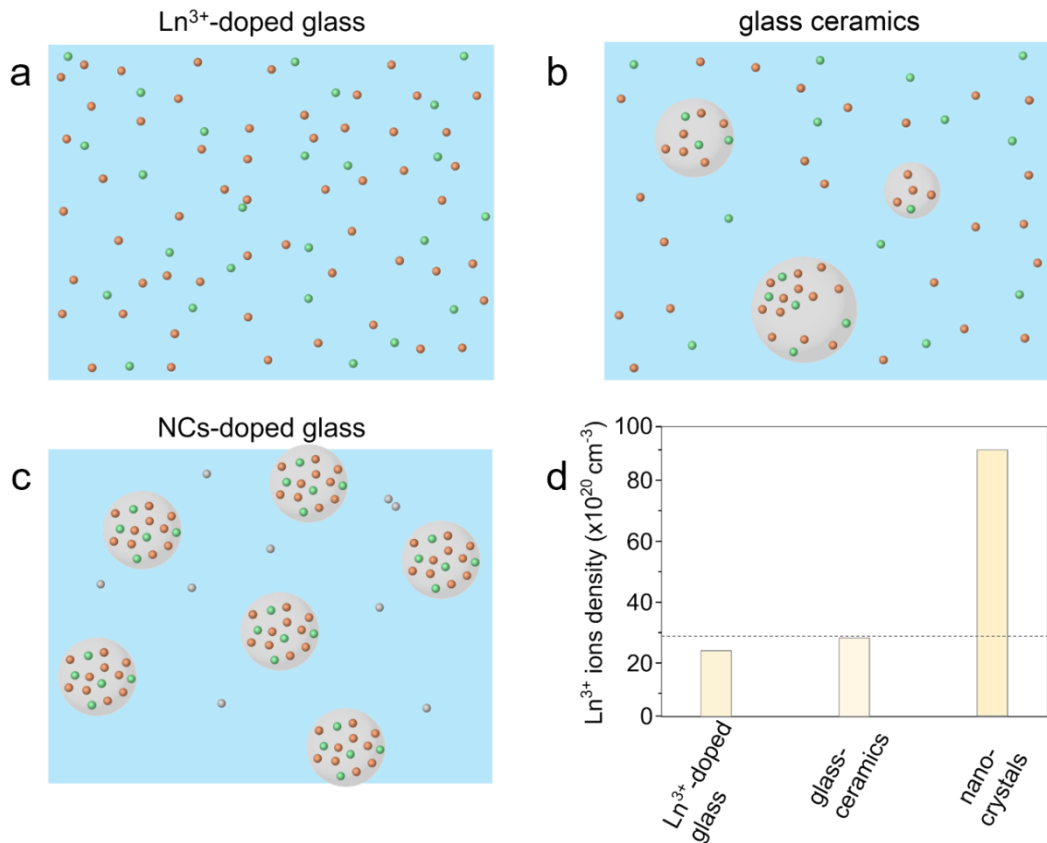 Ln³⁺-doped glass
a
glass ceramics
b
NCs-doped glass
c
d
Ln³⁺ ions density (x10²⁰ cm⁻³)
100
80
60
40
20
0
Ln³⁺-doped
glass
glass-
ceramics
nano-
crystals